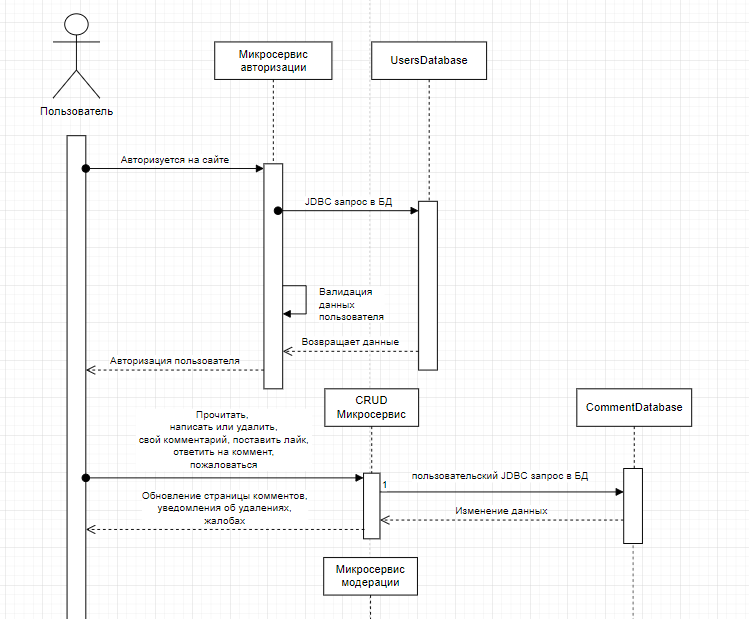 Микросервис
авторизации
UsersDatabase
Пользователь
Авторизуется на сайте
JDBC запрос в БД
Валидация
данных
пользователя
Возвращает данные
Авторизация пользователя
CRUD
Микросервис
CommentDatabase
Прочитать,
написать или удалить,
свой комментарий, поставить лайк,
ответить на коммент,
пожаловаться
1
пользовательский JDBC запрос в БД
Обновление страницы комментов,
уведомления об удалениях,
жалобах
Изменение данных
Микросервис
модерации